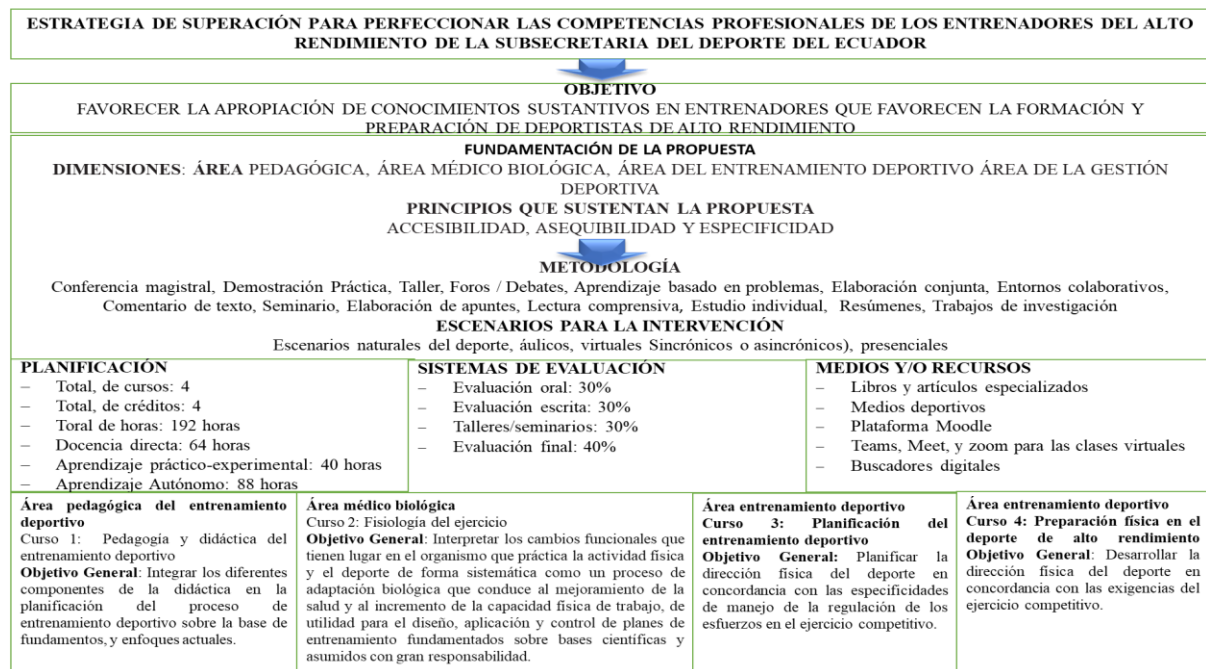 ESTRATEGIA DE SUPERACIÓN PARA PERFECCIONAR LAS COMPETENCIAS PROFESIONALES DE LOS ENTRENADORES DEL ALTO
RENDIMIENTO DE LA SUBSECRETARIA DEL DEPORTE DEL ECUADOR
OBJETIVO
FAVORECER LA APROPIACIÓN DE CONOCIMIENTOS SUSTANTIVOS EN ENTRENADORES QUE FAVORECEN LA FORMACIÓN Y
PREPARACIÓN DE DEPORTISTAS DE ALTO RENDIMIENTO
FUNDAMENTACIÓN DE LA PROPUESTA
DIMENSIONES: ÁREA PEDAGÓGICA, ÁREA MÉDICO BIOLÓGICA, ÁREA DEL ENTRENAMIENTO DEPORTIVO ÁREA DE LA GESTIÓN
DEPORTIVA
PRINCIPIOS QUE SUSTENTAN LA PROPUESTA
ACCESIBILIDAD, ASEQUIBILIDAD Y ESPECIFICIDAD
METODOLOGÍA
Conferencia magistral, Demostración Práctica, Taller, Foros / Debates, Aprendizaje basado en problemas, Elaboración conjunta, Entornos colaborativos,
Comentario de texto, Seminario, Elaboración de apuntes, Lectura comprensiva, Estudio individual, Resúmenes, Trabajos de investigación
ESCENARIOS PARA LA INTERVENCIÓN
Escenarios naturales del deporte, áulicos, virtuales Sincrónicos o asincrónicos), presenciales
PLANIFICACIÓN
– Total, de cursos: 4
– Total, de créditos: 4
– Toral de horas: 192 horas
– Docencia directa: 64 horas
– Aprendizaje práctico-experimental: 40 horas
– Aprendizaje Autónomo: 88 horas
SISTEMAS DE EVALUACIÓN
– Evaluación oral: 30%
– Evaluación escrita: 30%
– Talleres/seminarios: 30%
– Evaluación final: 40%
MEDIOS Y/O RECURSOS
– Libros y artículos especializados
– Medios deportivos
– Plataforma Moodle
– Teams, Meet, y zoom para las clases virtuales
– Buscadores digitales
Área pedagógica del entrenamiento
deportivo
Curso 1: Pedagogía y didáctica del
entrenamiento deportivo
Objetivo General: Integrar los diferentes
componentes de la didáctica en la
planificación del proceso de
entrenamiento deportivo sobre la base de
fundamentos, y enfoques actuales.
Área médico biológica
Curso 2: Fisiología del ejercicio
Objetivo General: Interpretar los cambios funcionales que
tienen lugar en el organismo que práctica la actividad física
y el deporte de forma sistemática como un proceso de
adaptación biológica que conduce al mejoramiento de la
salud y al incremento de la capacidad física de trabajo, de
utilidad para el diseño, aplicación y control de planes de
entrenamiento fundamentados sobre bases científicas y
asumidos con gran responsabilidad.
Área entrenamiento deportivo
Curso 3: Planificación del
entrenamiento deportivo
Objetivo General: Planificar la
dirección física del deporte en
concordancia con las especificidades
de manejo de la regulación de los
esfuerzos en el ejercicio competitivo.
Área entrenamiento deportivo
Curso 4: Preparación física en el
deporte de alto rendimiento
Objetivo General: Desarrollar la
dirección física del deporte en
concordancia con las exigencias del
ejercicio competitivo.